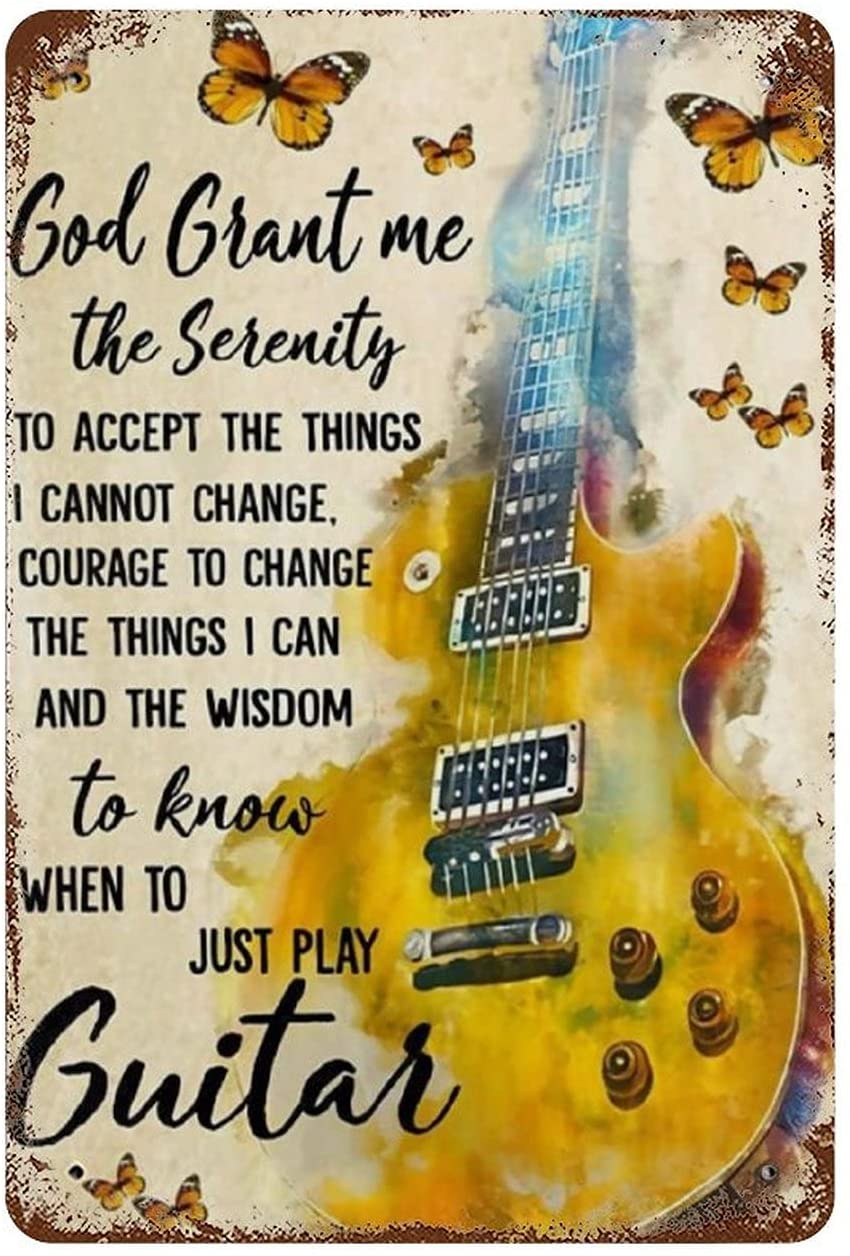 God Grant me
the Serenity
TO ACCEPT THE THINGS
I CANNOT CHANGE,
COURAGE TO CHANGE
THE THINGS I CAN
AND THE WISDOM
to know
WHEN TO
JUST PLAY
Guitar